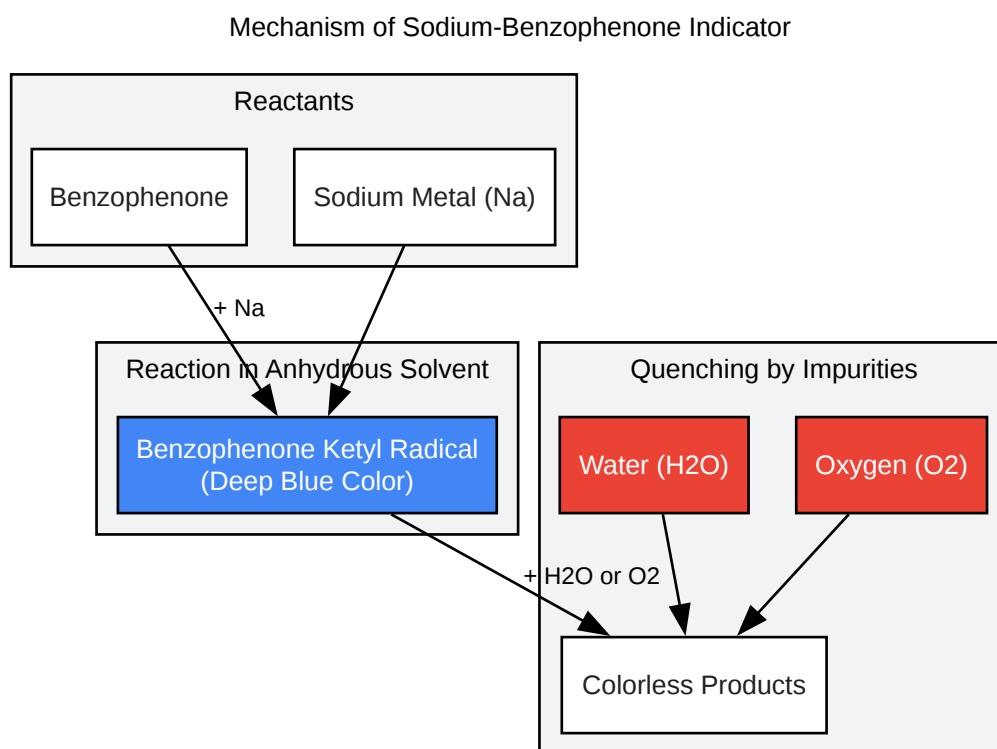 Mechanism of Sodium-Benzophenone Indicator
Reactants
Benzophenone
Sodium Metal (Na)
+ Na
Reaction in Anhydrous Solvent
Quenching by Impurities
Benzophenone Ketyl Radical
(Deep Blue Color)
Water (H2O)
Oxygen (O2)
+ H2O or O2
Colorless Products